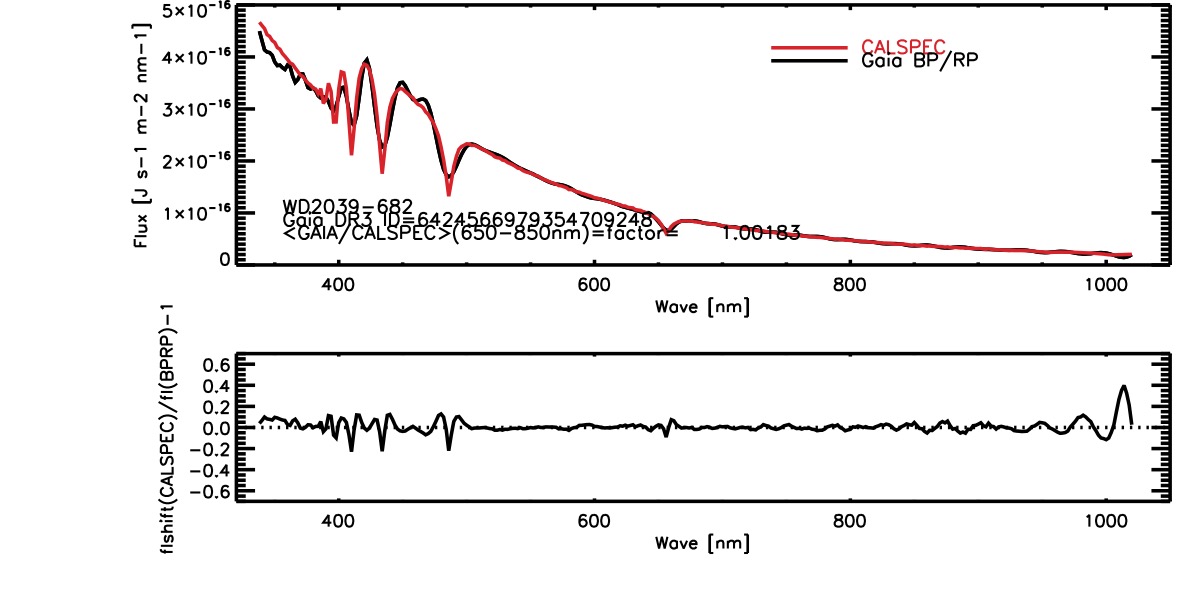 5×10-16
4×10-16
3×10-16
2×10-16
1×10-16
0
Flux [J s-1 m-2 nm-1]
CALSPEC
Gaia BP/RP
WD2039-682
Gaia DR3 ID=6424566979354709248
<GAIA/CALSPEC>(650-850nm)=factor= 1.00183
400 600 800 1000
Wave [nm]
flshift(CALSPEC)/fl(BPRP)-1
0.6
0.4
0.2
0.0
-0.2
-0.4
-0.6
400 600 800 1000
Wave [nm]